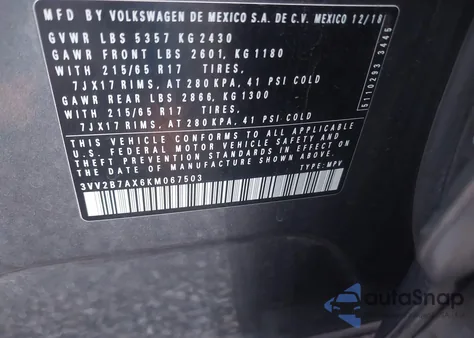 MFD BY VOLKSWAGEN DE MEXICO S.A. DE C.V. MEXICO 12/18
GVWR LBS 5357 KG 2430
GAWR FRONT LBS 2601, KG 1180
WITH 215/65 R17 TIRES,
7JX17 RIMS, AT 280 KPA, 41 PSI COLD
GAWR REAR LBS 2866, KG 1300
WITH 215/65 R17 TIRES,
7JX17 RIMS, AT 280 KPA, 41 PSI COLD
THIS VEHICLE CONFORMS TO ALL APPLICABLE
U.S. FEDERAL MOTOR VEHICLE SAFETY AND
THEFT PREVENTION STANDARDS IN EFFECT ON
THE DATE OF MANUFACTURE SHOWN ABOVE
3VV2B7AX6KM067503 TYPE: MPV
5110293 3445
autoSnap